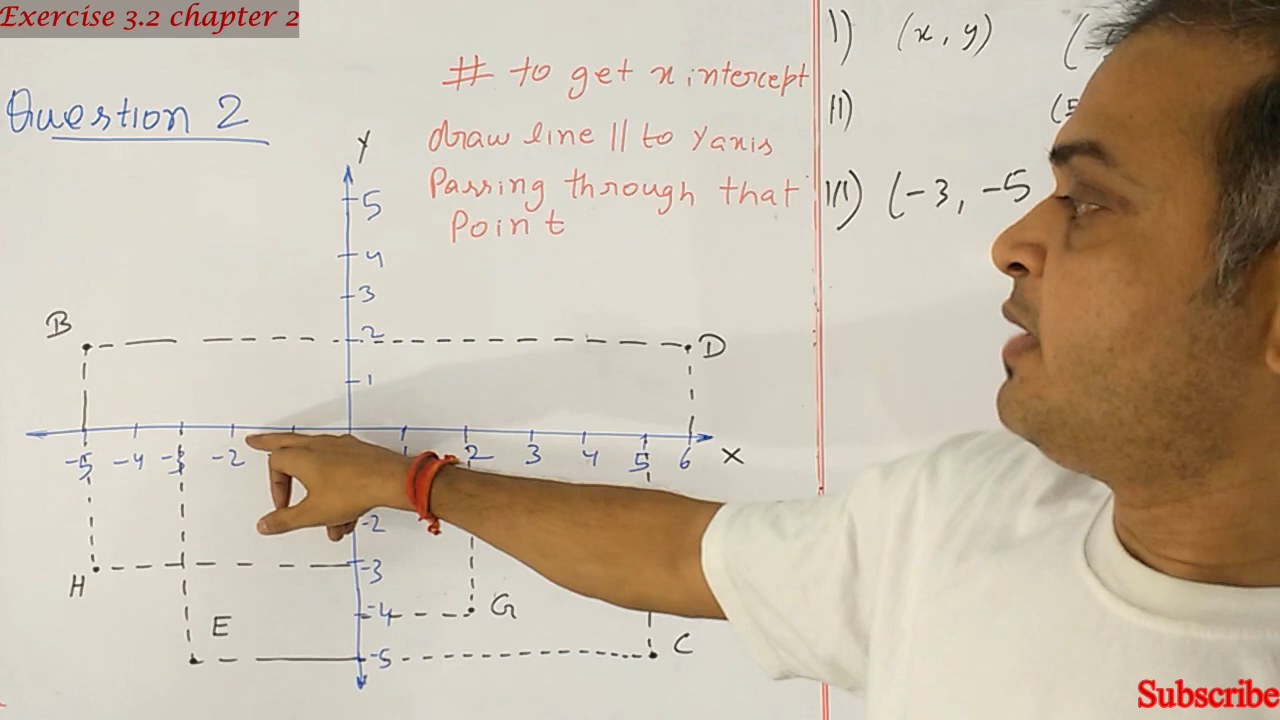 Exercise 3.2 chapter 2
Question 2
# to get x intercept
draw line || to Y axis
Passing through that
Point
I) (x, y)
II)
III) (-3, -5
Y
5
4
3
2
1
B
D
-5 -4 -3 -2 2 3 4 5 6 X
-2
-3
-4
-5
H
E
G
C
Subscribe